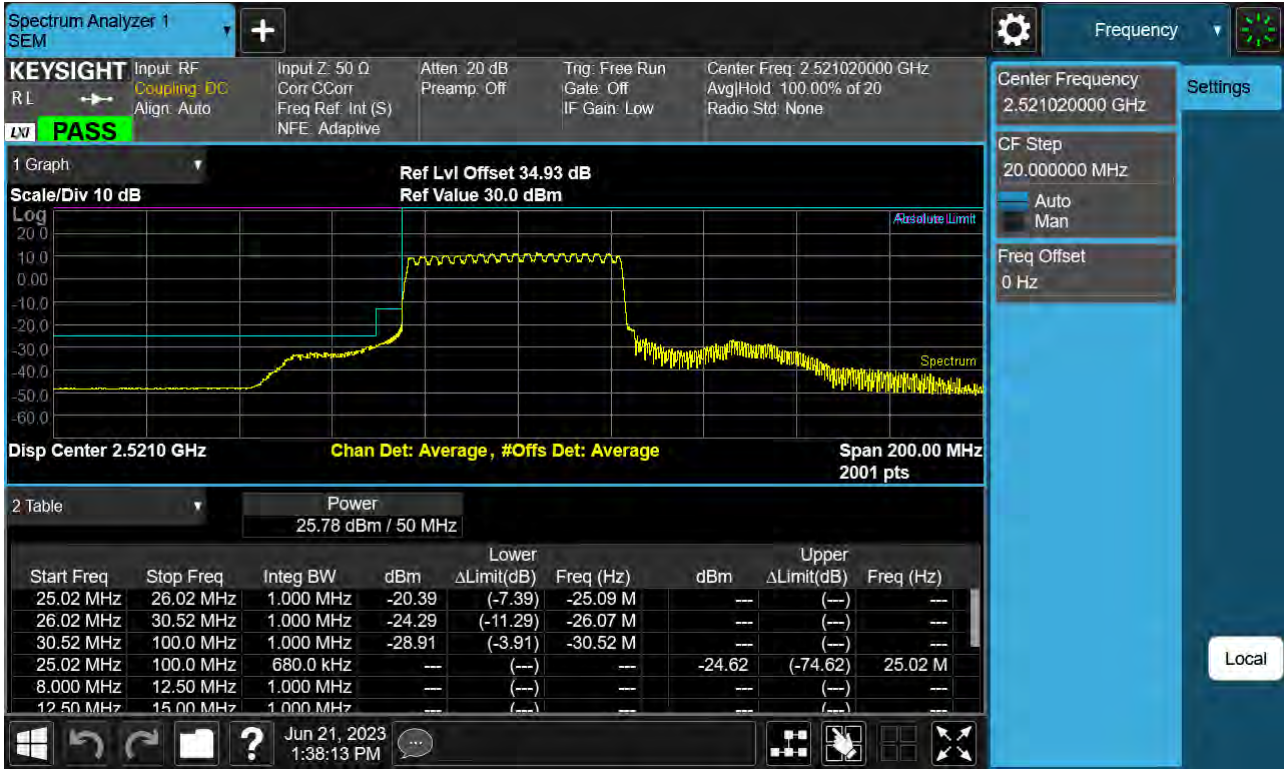 Spectrum Analyzer 1
SEM
Frequency
KEYSIGHT
Input: RF
Coupling: DC
Align: Auto
Input Z: 50 Ω
Corr CCorr
Freq Ref: Int (S)
NFE: Adaptive
Atten: 20 dB
Preamp: Off
Trig: Free Run
Gate: Off
IF Gain: Low
Center Freq: 2.521020000 GHz
Avg|Hold: 100.00% of 20
Radio Std: None
R L
LXI PASS
Center Frequency
2.521020000 GHz
Settings
CF Step
20.000000 MHz
Auto
Man
Freq Offset
0 Hz
Local
1 Graph
Scale/Div 10 dB
Ref Lvl Offset 34.93 dB
Ref Value 30.0 dBm
Log
Absolute Limit
20.0
10.0
0.00
-10.0
-20.0
-30.0
-40.0
-50.0
-60.0
Spectrum
Disp Center 2.5210 GHz Chan Det: Average, #Offs Det: Average Span 200.00 MHz
2001 pts
2 Table
Power
25.78 dBm / 50 MHz
Lower Upper
Start Freq Stop Freq Integ BW dBm ΔLimit(dB) Freq (Hz) dBm ΔLimit(dB) Freq (Hz)
25.02 MHz 26.02 MHz 1.000 MHz -20.39 (-7.39) -25.09 M --- (---) ---
26.02 MHz 30.52 MHz 1.000 MHz -24.29 (-11.29) -26.07 M --- (---) ---
30.52 MHz 100.0 MHz 1.000 MHz -28.91 (-3.91) -30.52 M --- (---) ---
25.02 MHz 100.0 MHz 680.0 kHz --- (---) --- -24.62 (-74.62) 25.02 M
8.000 MHz 12.50 MHz 1.000 MHz --- (---) --- --- (---) ---
12.50 MHz 15.00 MHz 1.000 MHz --- (---) --- --- (---) ---
? Jun 21, 2023
1:38:13 PM